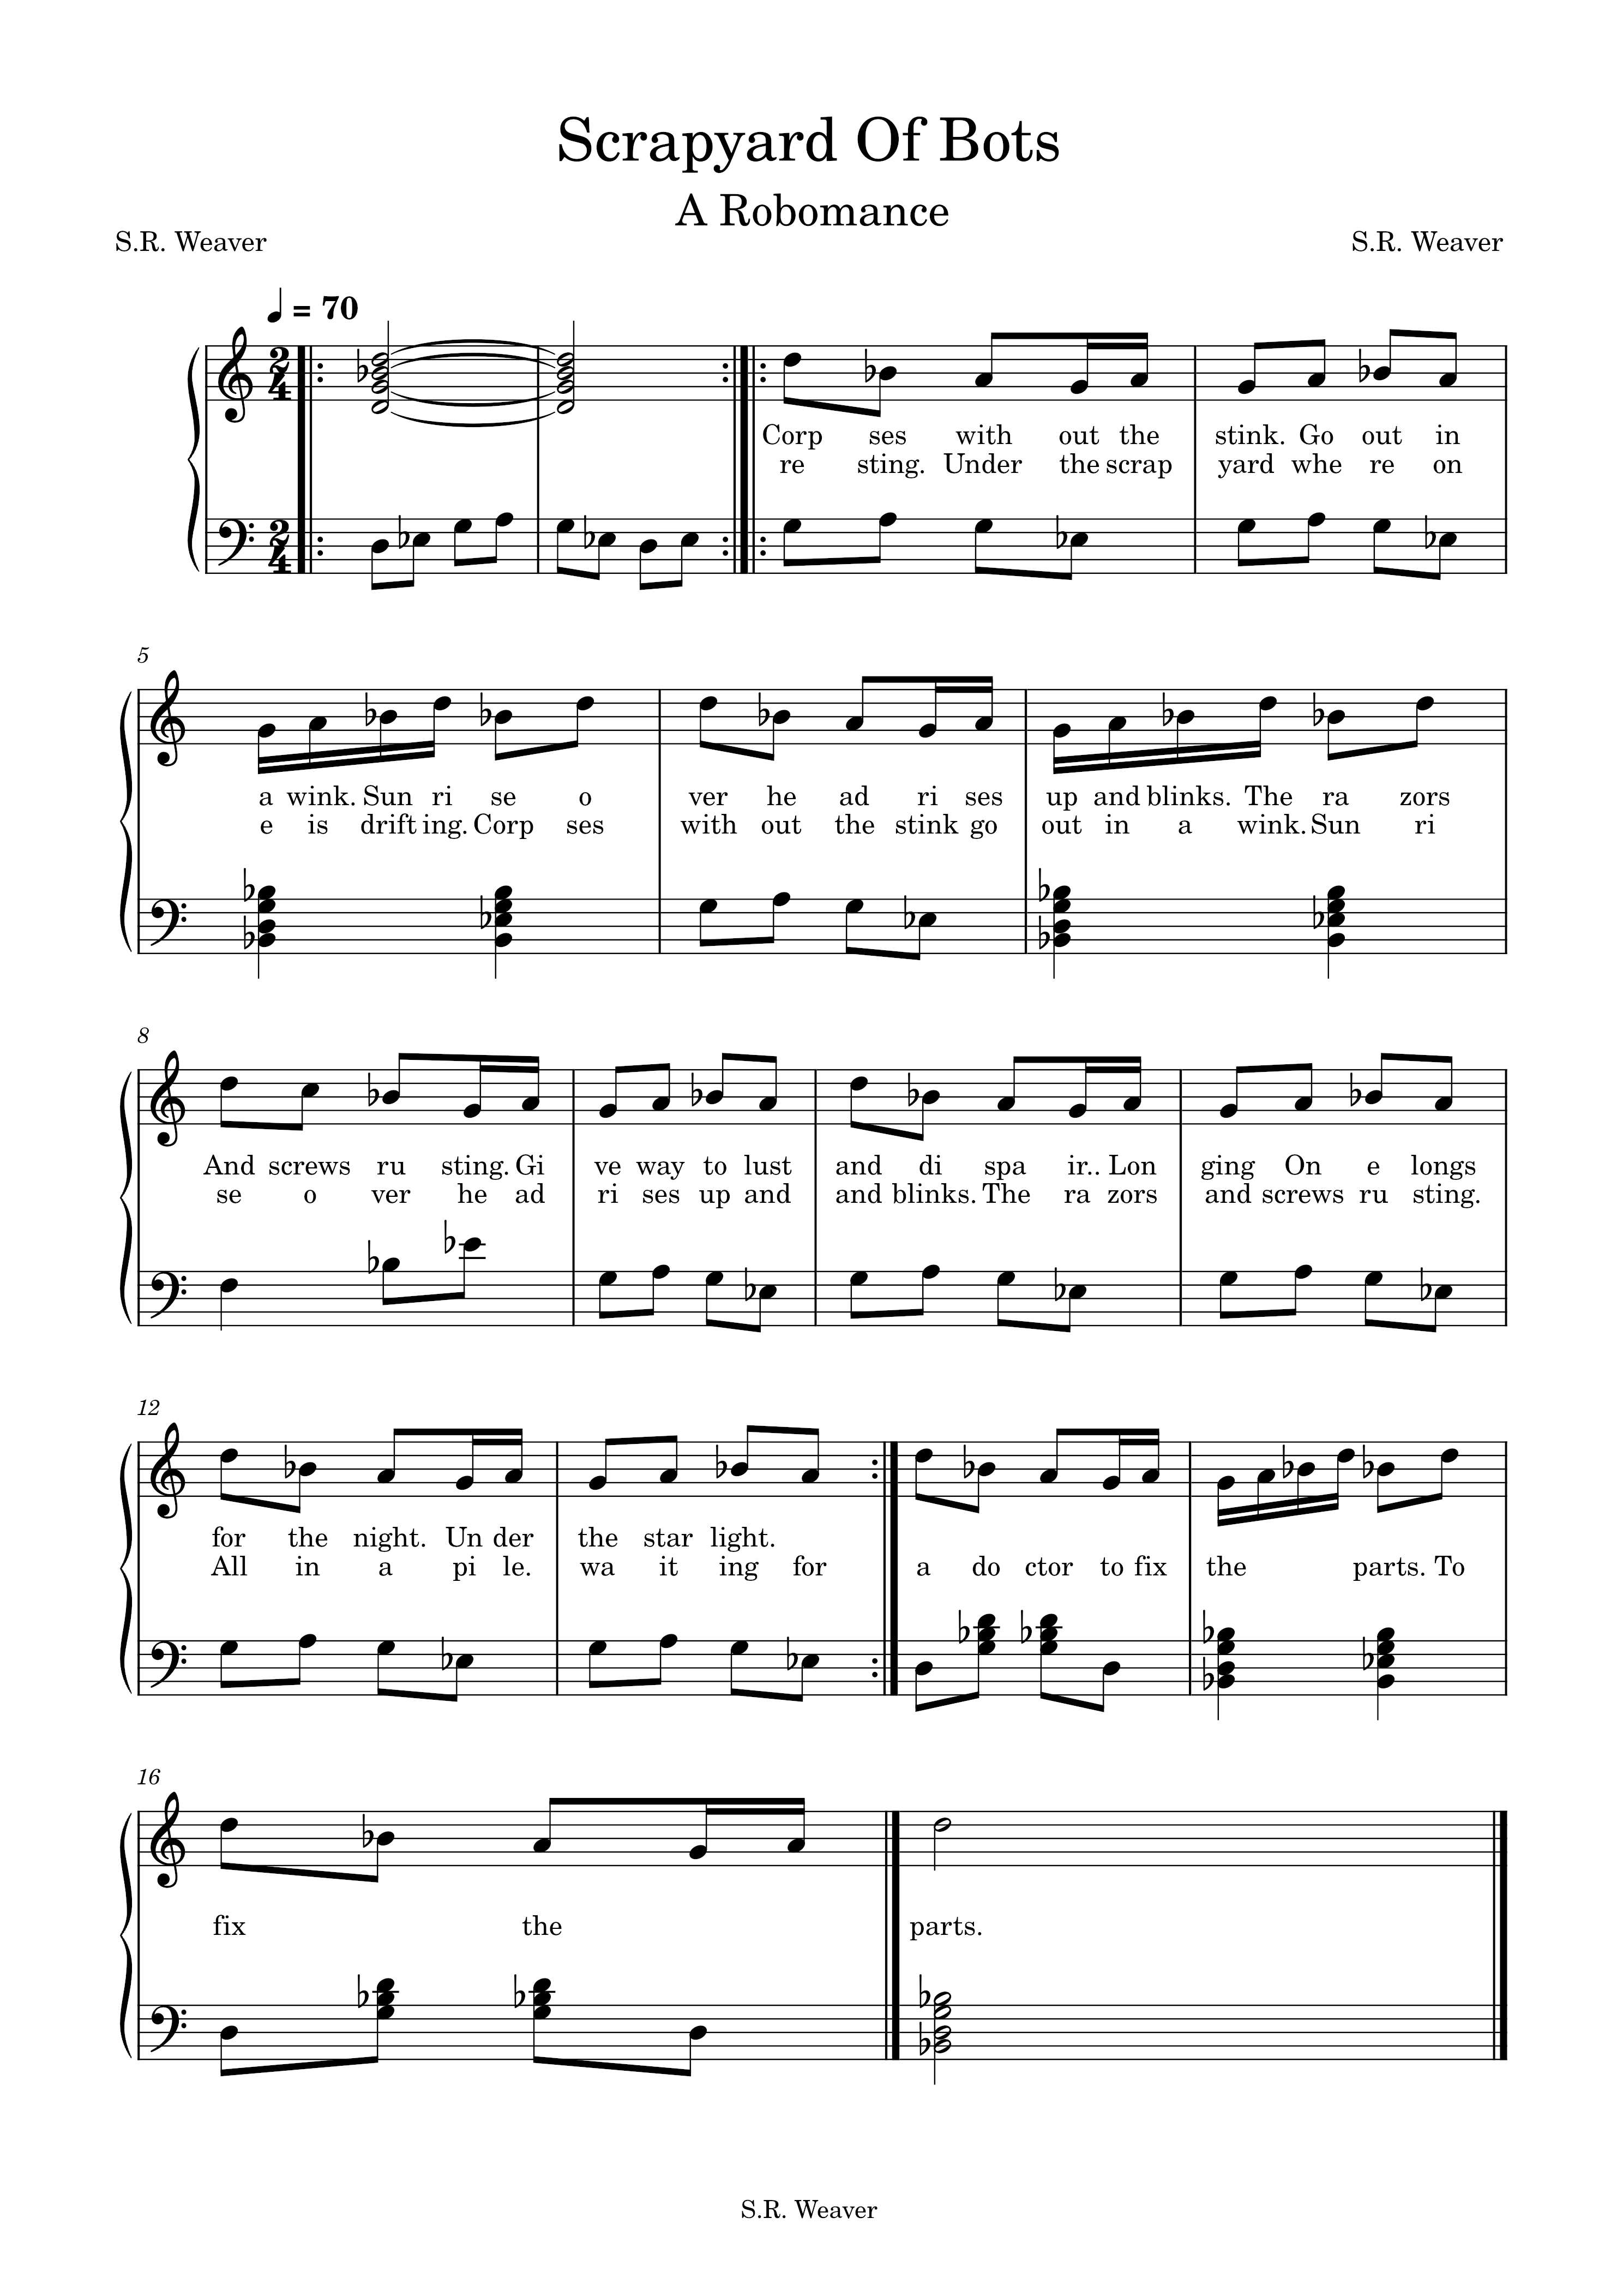 Scrapyard Of Bots
A Robomance
S.R. Weaver
S.R. Weaver
= 70
2 4
2 4
Corp ses with out the stink. Go out in
re sting. Under the scrap yard whe re on
5
a wink. Sun ri se o ver he ad ri ses up and blinks. The ra zors
e is drift ing. Corp ses with out the stink go out in a wink. Sun ri
8
And screws ru sting. Gi ve way to lust and di spa ir.. Lon ging On e longs
se o ver he ad ri ses up and and blinks. The ra zors and screws ru sting.
12
for the night. Un der the star light.
All in a pi le. wa it ing for a do ctor to fix the parts. To
16
fix the parts.
S.R. Weaver